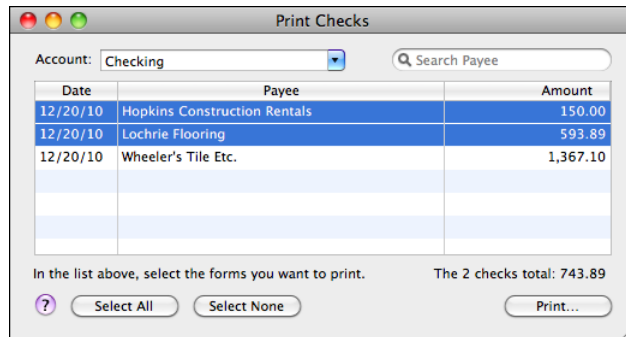 Print Checks
Account: Checking Search Payee
Date Payee Amount
12/20/10 Hopkins Construction Rentals 150.00
12/20/10 Lochrie Flooring 593.89
12/20/10 Wheeler's Tile Etc. 1,367.10
In the list above, select the forms you want to print. The 2 checks total: 743.89
? Select All Select None Print...